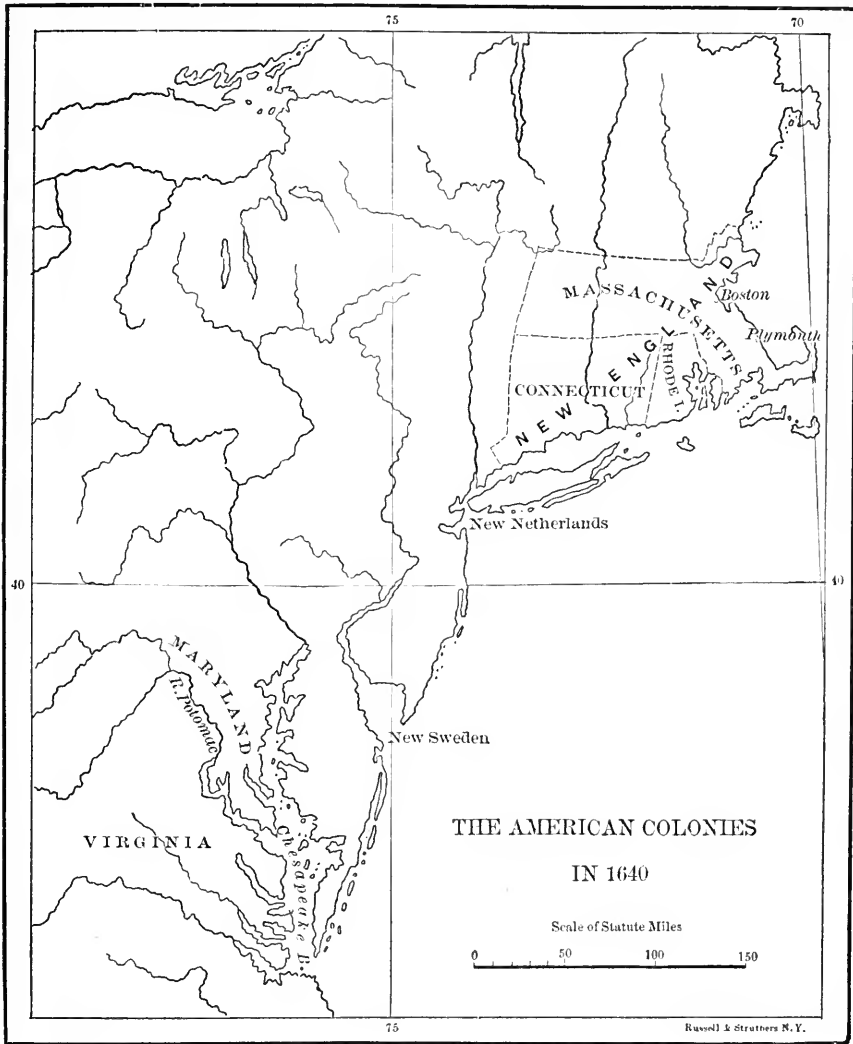 75
70
MASSACHUSETTS
Boston
Plymouth
NEW ENGLAND
RHODE I.
CONNECTICUT
New Netherlands
40
40
MARYLAND
R. Potomac
New Sweden
VIRGINIA
Chesapeake B.
THE AMERICAN COLONIES
IN 1640
Scale of Statute Miles
0 50 100 150
75
Russell & Struthers N.Y.